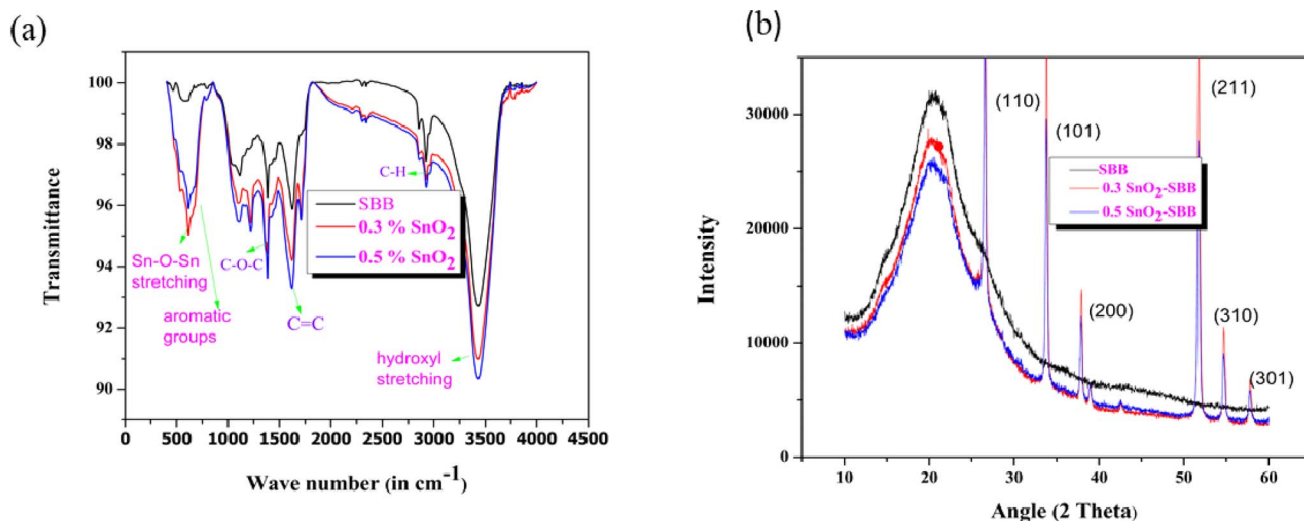 (a)
Transmittance
100
98
96
94
92
90
Sn-O-Sn
stretching
aromatic
groups
C-O-C
C=C
C-H
hydroxyl
stretching
SBB
0.3 % SnO2
0.5 % SnO2
0 500 1000 1500 2000 2500 3000 3500 4000 4500
Wave number (in cm-1)
(b)
Intensity
30000
20000
10000
0
(110)
(101)
(200)
(211)
(310)
(301)
SBB
0.3 SnO2-SBB
0.5 SnO2-SBB
10 20 30 40 50 60
Angle (2 Theta)